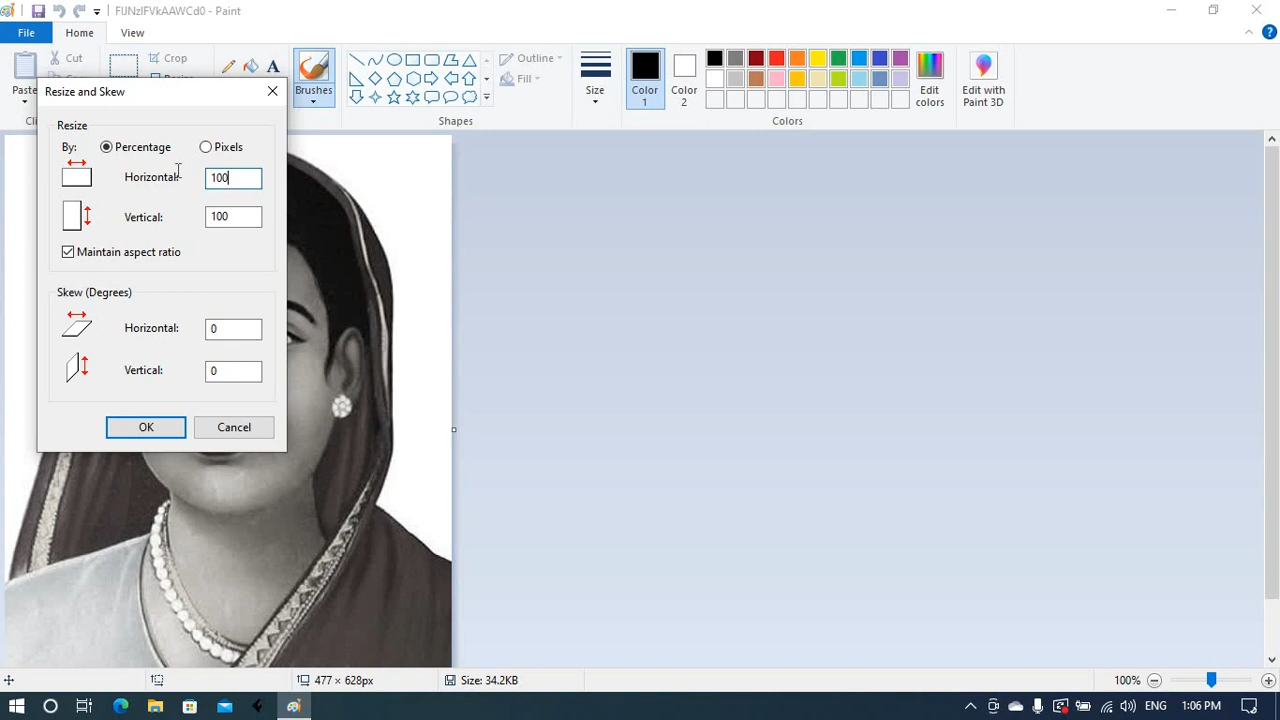 FIJNzIFVkAAWCd0 - Paint
File
Home
View
Cut
Crop
Paste
Brushes
Outline
Fill
Size
Color 1
Color 2
Edit colors
Edit with Paint 3D
Shapes
Colors
Resize and Skew
Resize
By:
Percentage
Pixels
Horizontal:
100
Vertical:
100
Maintain aspect ratio
Skew (Degrees)
Horizontal:
0
Vertical:
0
OK
Cancel
477 × 628px
Size: 34.2KB
100%
ENG
1:06 PM